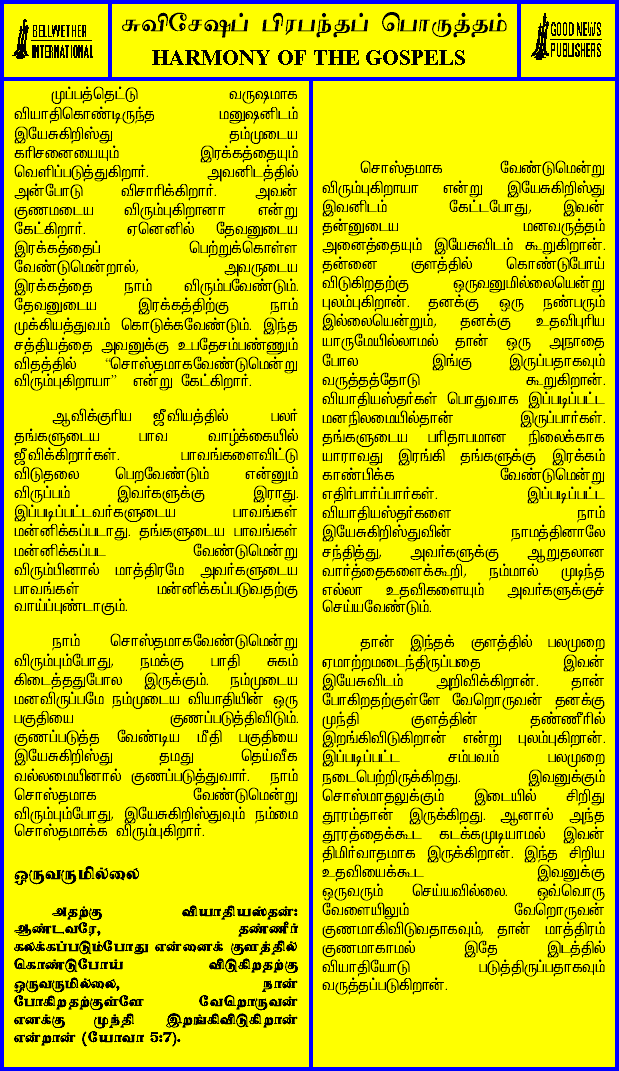 BELLWETHER
INTERNATIONAL
சுவிசேஷப் பிரபந்தப் பொருத்தம்
HARMONY OF THE GOSPELS
GOOD NEWS
PUBLISHERS
முப்பத்தெட்டு வருஷமாக
வியாதிகொண்டிருந்த மனுஷனிடம்
இயேசுகிறிஸ்து தம்முடைய
கரிசனையையும் இரக்கத்தையும்
வெளிப்படுத்துகிறார். அவனிடத்தில்
அன்போடு விசாரிக்கிறார். அவன்
குணமடைய விரும்புகிறானா என்று
கேட்கிறார். ஏனெனில் தேவனுடைய
இரக்கத்தைப் பெற்றுக்கொள்ள
வேண்டுமென்றால், அவருடைய
இரக்கத்தை நாம் விரும்பவேண்டும்.
தேவனுடைய இரக்கத்திற்கு நாம்
முக்கியத்துவம் கொடுக்கவேண்டும். இந்த
சத்தியத்தை அவனுக்கு உபதேசம்பண்ணும்
விதத்தில் “சொஸ்தமாகவேண்டுமென்று
விரும்புகிறாயா” என்று கேட்கிறார்.
ஆவிக்குரிய ஜீவியத்தில் பலர்
தங்களுடைய பாவ வாழ்க்கையில்
ஜீவிக்கிறார்கள். பாவங்களைவிட்டு
விடுதலை பெறவேண்டும் என்னும்
விருப்பம் இவர்களுக்கு இராது.
இப்படிப்பட்டவர்களுடைய பாவங்கள்
மன்னிக்கப்படாது. தங்களுடைய பாவங்கள்
மன்னிக்கப்பட வேண்டுமென்று
விரும்பினால் மாத்திரமே அவர்களுடைய
பாவங்கள் மன்னிக்கப்படுவதற்கு
வாய்ப்புண்டாகும்.
நாம் சொஸ்தமாகவேண்டுமென்று
விரும்பும்போது, நமக்கு பாதி சுகம்
கிடைத்ததுபோல இருக்கும். நம்முடைய
மனவிருப்பமே நம்முடைய வியாதியின் ஒரு
பகுதியை குணப்படுத்திவிடும்.
குணப்படுத்த வேண்டிய மீதி பகுதியை
இயேசுகிறிஸ்து தமது தெய்வீக
வல்லமையினால் குணப்படுத்துவார். நாம்
சொஸ்தமாக வேண்டுமென்று
விரும்பும்போது, இயேசுகிறிஸ்துவும் நம்மை
சொஸ்தமாக்க விரும்புகிறார்.
ஒருவருமில்லை
அதற்கு வியாதியஸ்தன்:
ஆண்டவரே, தண்ணீர்
கலக்கப்படும்போது என்னைக் குளத்தில்
கொண்டுபோய் விடுகிறதற்கு
ஒருவருமில்லை, நான்
போகிறதற்குள்ளே வேறொருவன்
எனக்கு முந்தி இறங்கிவிடுகிறான்
என்றான் (யோவா 5:7).
சொஸ்தமாக வேண்டுமென்று
விரும்புகிறாயா என்று இயேசுகிறிஸ்து
இவனிடம் கேட்டபோது, இவன்
தன்னுடைய மனவருத்தம்
அனைத்தையும் இயேசுவிடம் கூறுகிறான்.
தன்னை குளத்தில் கொண்டுபோய்
விடுகிறதற்கு ஒருவனுமில்லையென்று
புலம்புகிறான். தனக்கு ஒரு நண்பரும்
இல்லையென்றும், தனக்கு உதவிபுரிய
யாருமேயில்லாமல் தான் ஒரு அநாதை
போல இங்கு இருப்பதாகவும்
வருத்தத்தோடு கூறுகிறான்.
வியாதியஸ்தர்கள் பொதுவாக இப்படிப்பட்ட
மனநிலமையில்தான் இருப்பார்கள்.
தங்களுடைய பரிதாபமான நிலைக்காக
யாராவது இரங்கி தங்களுக்கு இரக்கம்
காண்பிக்க வேண்டுமென்று
எதிர்பார்ப்பார்கள். இப்படிப்பட்ட
வியாதியஸ்தர்களை நாம்
இயேசுகிறிஸ்துவின் நாமத்தினாலே
சந்தித்து, அவர்களுக்கு ஆறுதலான
வார்த்தைகளைக்கூறி, நம்மால் முடிந்த
எல்லா உதவிகளையும் அவர்களுக்குச்
செய்யவேண்டும்.
தான் இந்தக் குளத்தில் பலமுறை
ஏமாற்றமடைந்திருப்பதை இவன்
இயேசுவிடம் அறிவிக்கிறான். தான்
போகிறதற்குள்ளே வேறொருவன் தனக்கு
முந்தி குளத்தின் தண்ணீரில்
இறங்கிவிடுகிறான் என்று புலம்புகிறான்.
இப்படிப்பட்ட சம்பவம் பலமுறை
நடைபெற்றிருக்கிறது. இவனுக்கும்
சொஸ்மாதலுக்கும் இடையில் சிறிது
தூரம்தான் இருக்கிறது. ஆனால் அந்த
தூரத்தைக்கூட கடக்கமுடியாமல் இவன்
திமிர்வாதமாக இருக்கிறான். இந்த சிறிய
உதவியைக்கூட இவனுக்கு
ஒருவரும் செய்யவில்லை. ஒவ்வொரு
வேளையிலும் வேறொருவன்
குணமாகிவிடுவதாகவும், தான் மாத்திரம்
குணமாகாமல் இதே இடத்தில்
வியாதியோடு படுத்திருப்பதாகவும்
வருத்தப்படுகிறான்.